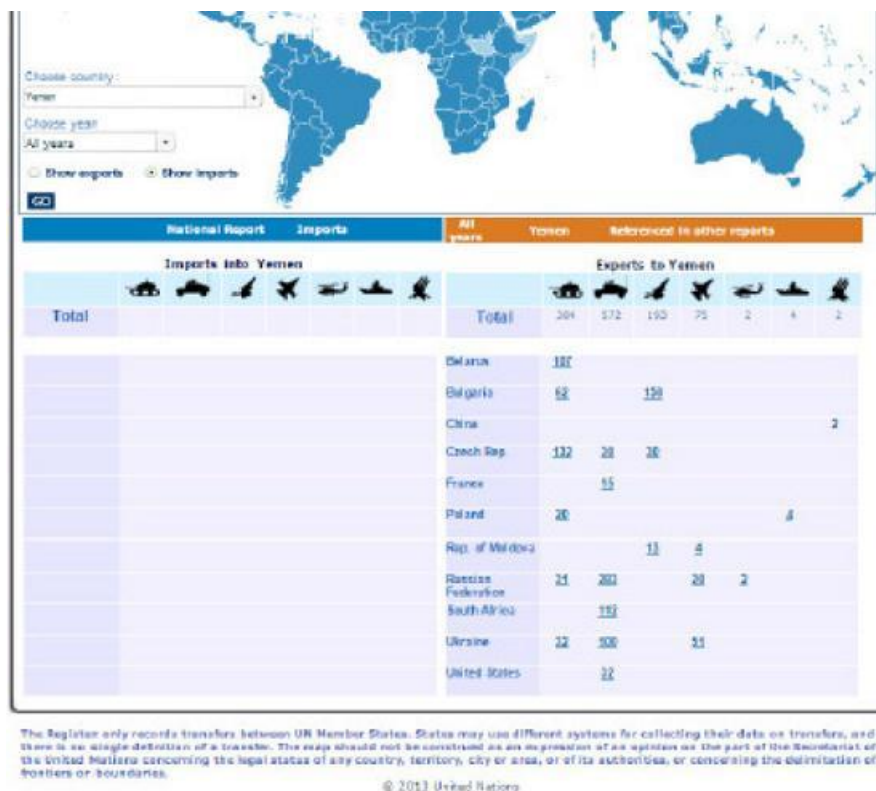 Choose country:
Yemen
Choose year
All years
Show exports Show imports
GO
National Report Imports
All years Yemen Referenced in other reports
Imports into Yemen
Exports to Yemen
Total
Total 384 572 193 75 2 4 2
Belarus 107
Bulgaria 62 150
China 2
Czech Rep. 132 30
France 15
Poland 20 4
Rep. of Moldova 13 4
Russian Federation 31 20 2
South Africa
Ukraine 32 100 51
United States 32
The Register only records transfers between UN Member States. States may use different systems for collecting their data on transfers, and
there is no single definition of a transfer. The map should not be construed as an expression of an opinion on the part of the Secretariat of
the United Nations concerning the legal status of any country, territory, city or area, or of its authorities, or concerning the delimitation of
frontiers or boundaries.
© 2013 United Nations